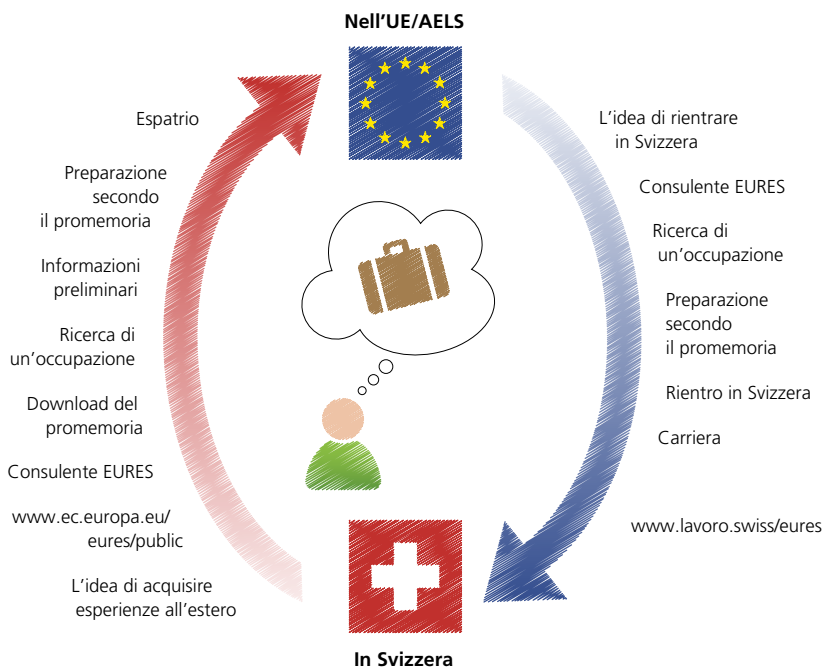 Nell'UE/AELS
Espatrio
Preparazione
secondo
il promemoria
Informazioni
preliminari
Ricerca di
un'occupazione
Download del
promemoria
Consulente EURES
www.ec.europa.eu/
eures/public
L'idea di acquisire
esperienze all'estero
L'idea di rientrare
in Svizzera
Consulente EURES
Ricerca di
un'occupazione
Preparazione
secondo
il promemoria
Rientro in Svizzera
Carriera
www.lavoro.swiss/eures
In Svizzera